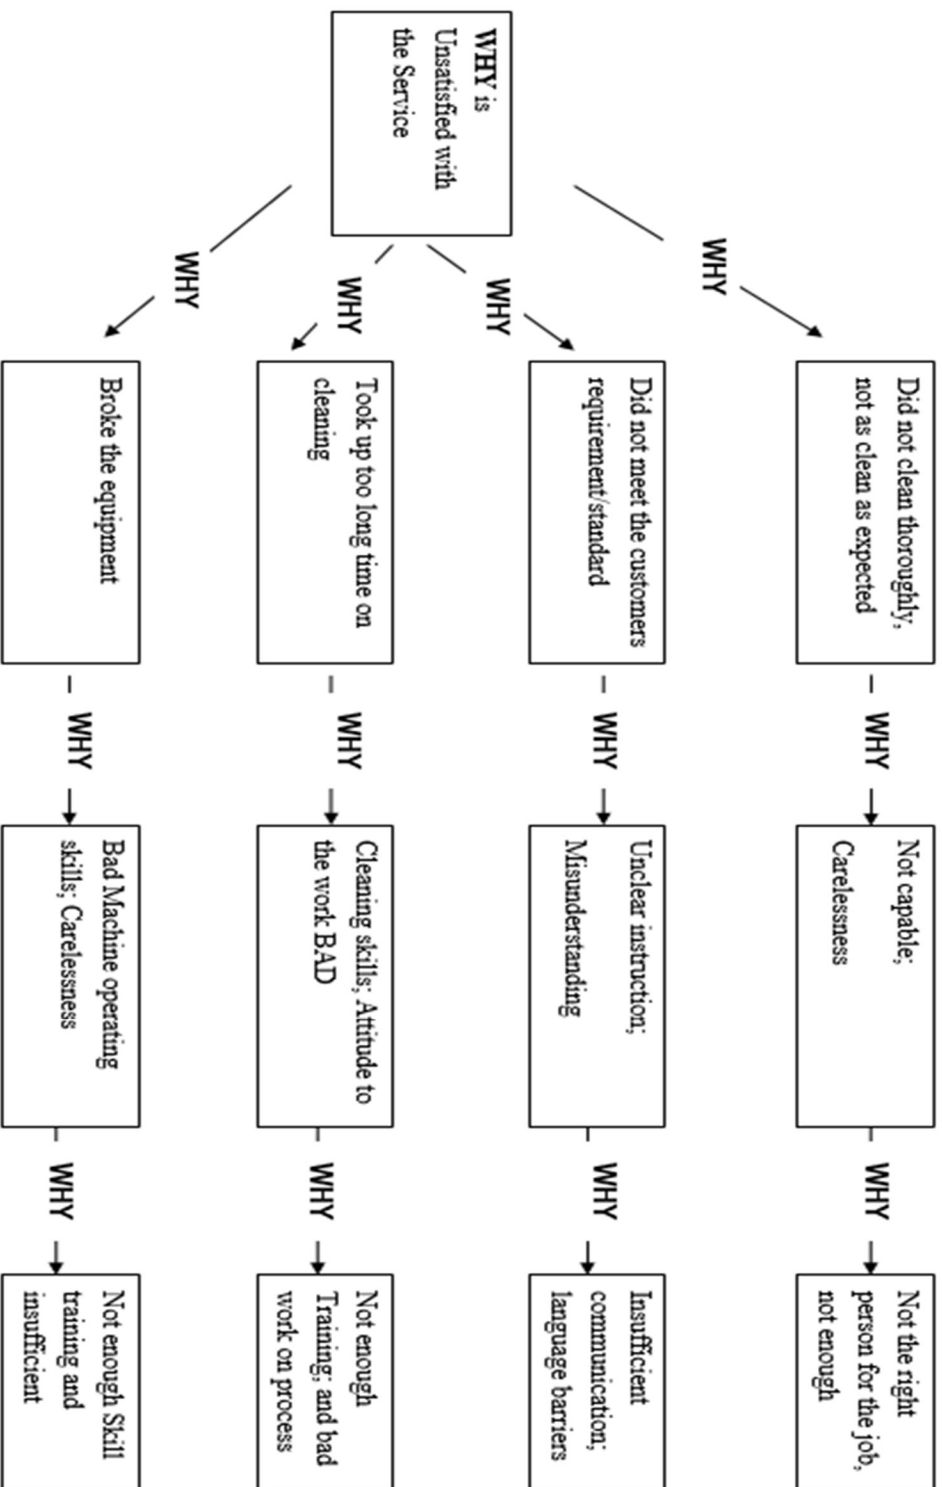 WHY is
Unsatisfied with
the Service
WHY
Did not clean thoroughly,
not as clean as expected
WHY
Not capable;
Carelessness
WHY
Not the right
person for the job,
not enough
WHY
Did not meet the customers
requirement/standard
WHY
Unclear instruction;
Misunderstanding
WHY
Insufficient
communication;
language barriers
WHY
Took up too long time on
cleaning
WHY
Cleaning skills; Attitude to
the work BAD
WHY
Not enough
Training; and bad
work on process
WHY
Broke the equipment
WHY
Bad Machine operating
skills; Carelessness
WHY
Not enough Skill
training and
insufficient